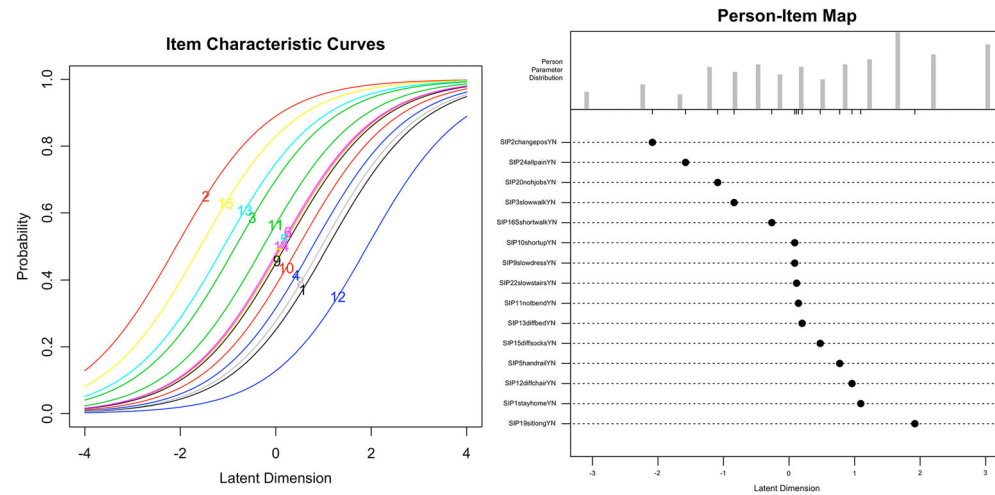 Item Characteristic Curves
Probability
1.0
0.8
0.6
0.4
0.2
0.0
2
15
13
3
11
6
5
14
9
10
4
8
1
12
-4
-2
0
2
4
Latent Dimension
Person-Item Map
Person
Parameter
Distribution
SIP2changeposYN
SIP24allpainYN
SIP20nohjobsYN
SIP3slowwalkYN
SIP16SshortwalkYN
SIP10shortupYN
SIP9slowdressYN
SIP22slowstairsYN
SIP11notbendYN
SIP13diffbedYN
SIP15diffsocksYN
SIP5handrailYN
SIP12diffchairYN
SIP1stayhomeYN
SIP19sitlongYN
-3
-2
-1
0
1
2
3
Latent Dimension